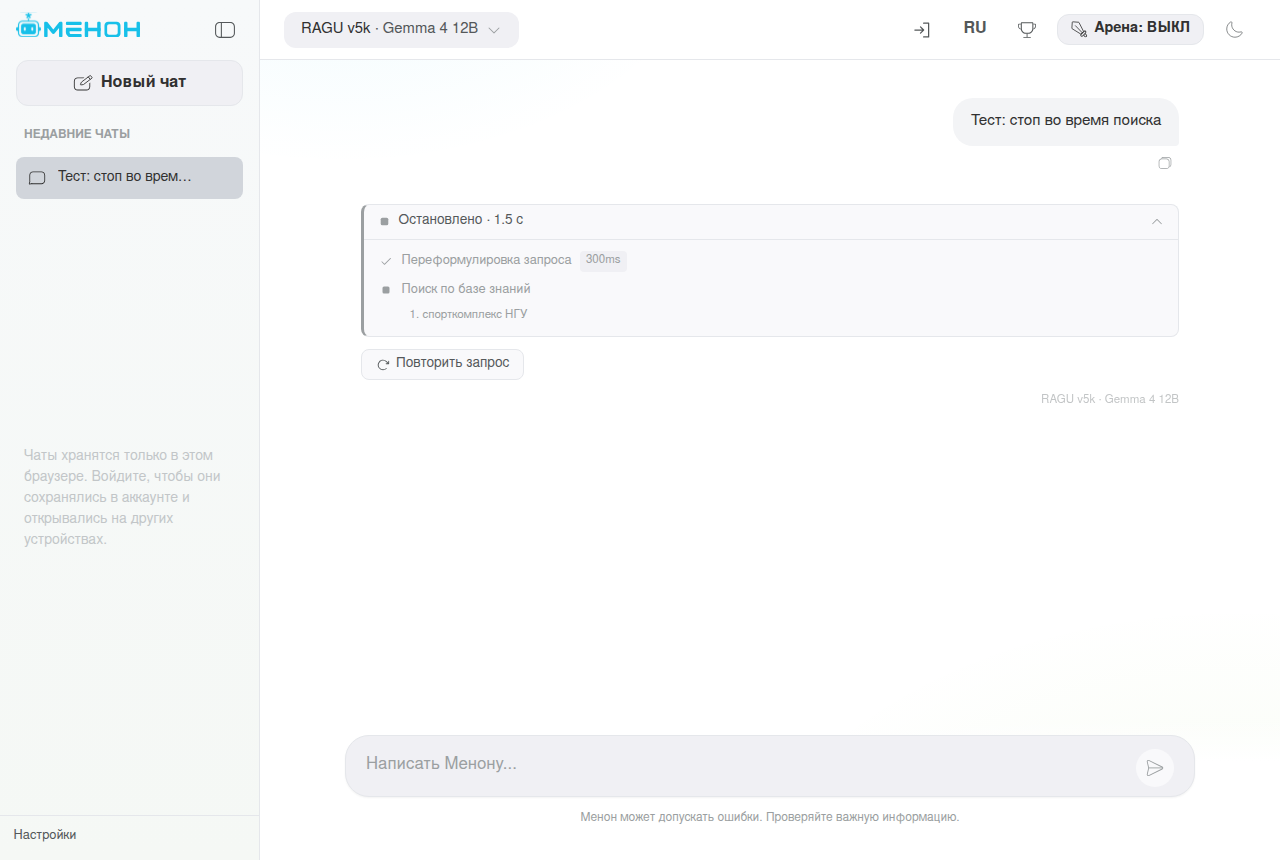 МЕНОН
Новый чат
НЕДАВНИЕ ЧАТЫ
Тест: стоп во врем…
Чаты хранятся только в этом
браузере. Войдите, чтобы они
сохранялись в аккаунте и
открывались на других
устройствах.
Настройки
RAGU v5k · Gemma 4 12B
RU
Арена: ВЫКЛ
Тест: стоп во время поиска
Остановлено · 1.5 с
Переформулировка запроса 300ms
Поиск по базе знаний
1. спорткомплекс НГУ
Повторить запрос
RAGU v5k · Gemma 4 12B
Написать Менону...
Менон может допускать ошибки. Проверяйте важную информацию.